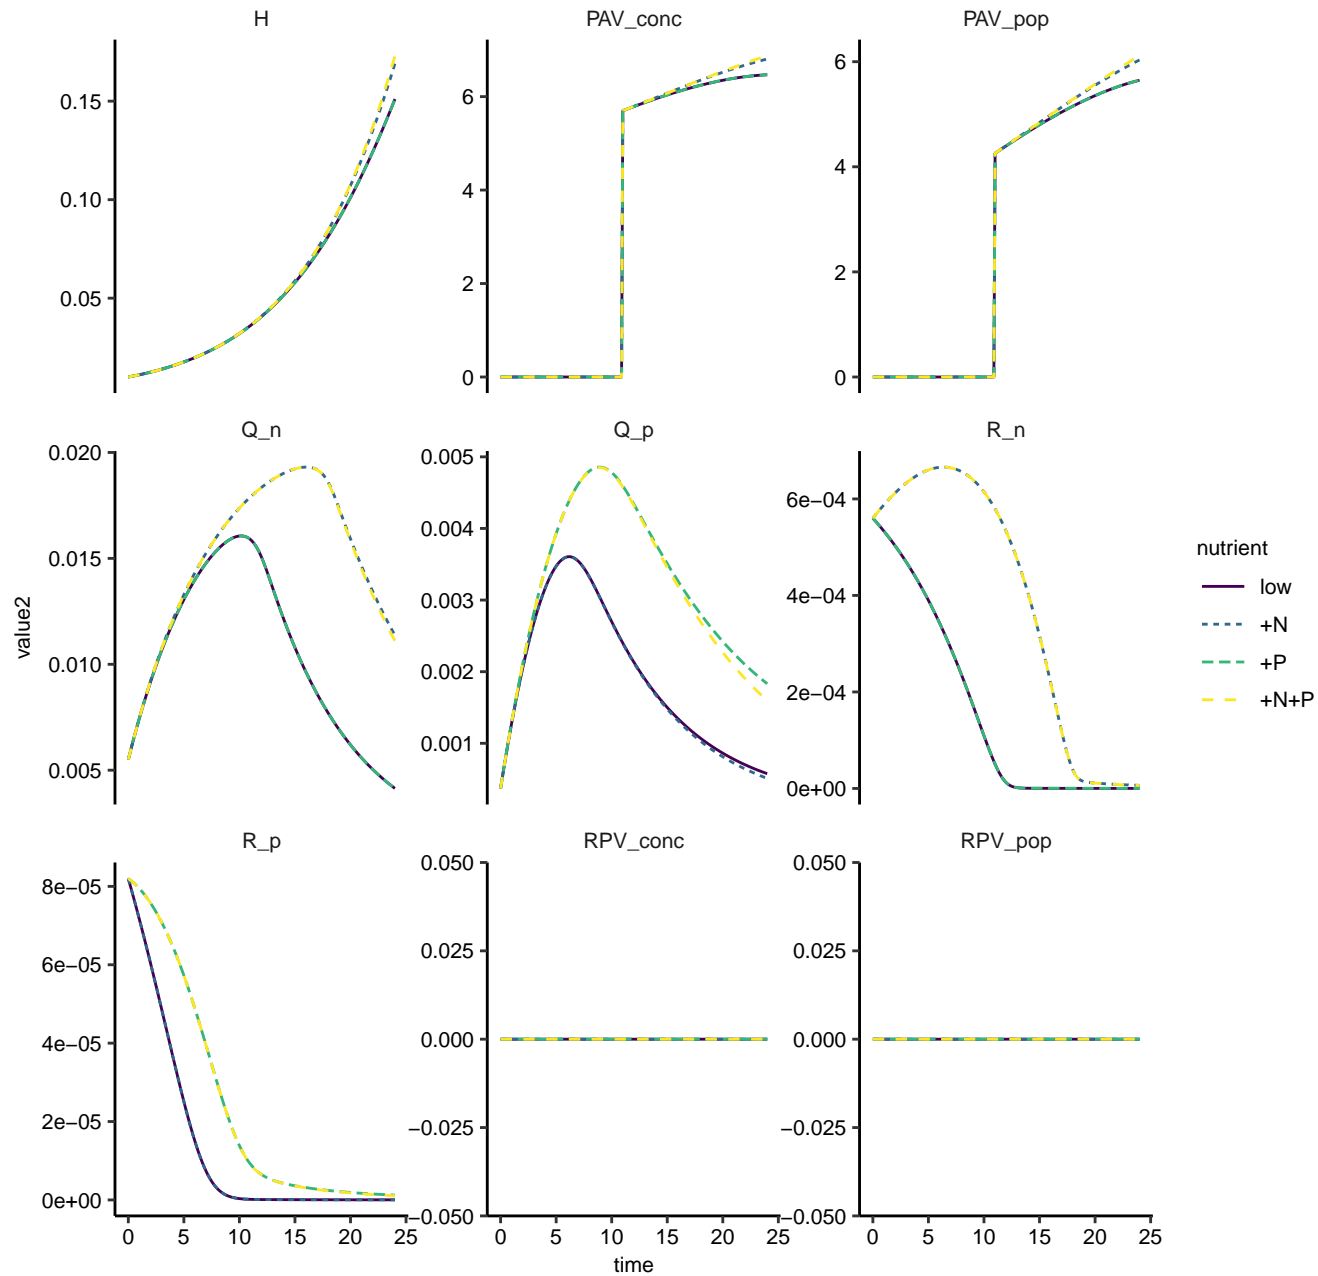 H
PAV_conc
PAV_pop
0.15
0.10
0.05
6
4
2
0
6
4
2
0
Q_n
Q_p
R_n
0.020
0.015
0.010
0.005
0.005
0.004
0.003
0.002
0.001
6e−04
4e−04
2e−04
0e+00
value2
R_p
RPV_conc
RPV_pop
8e−05
6e−05
4e−05
2e−05
0e+00
0.050
0.025
0.000
−0.025
−0.050
0.050
0.025
0.000
−0.025
−0.050
0 5 10 15 20 25
0 5 10 15 20 25
0 5 10 15 20 25
time
nutrient
low
+N
+P
+N+P